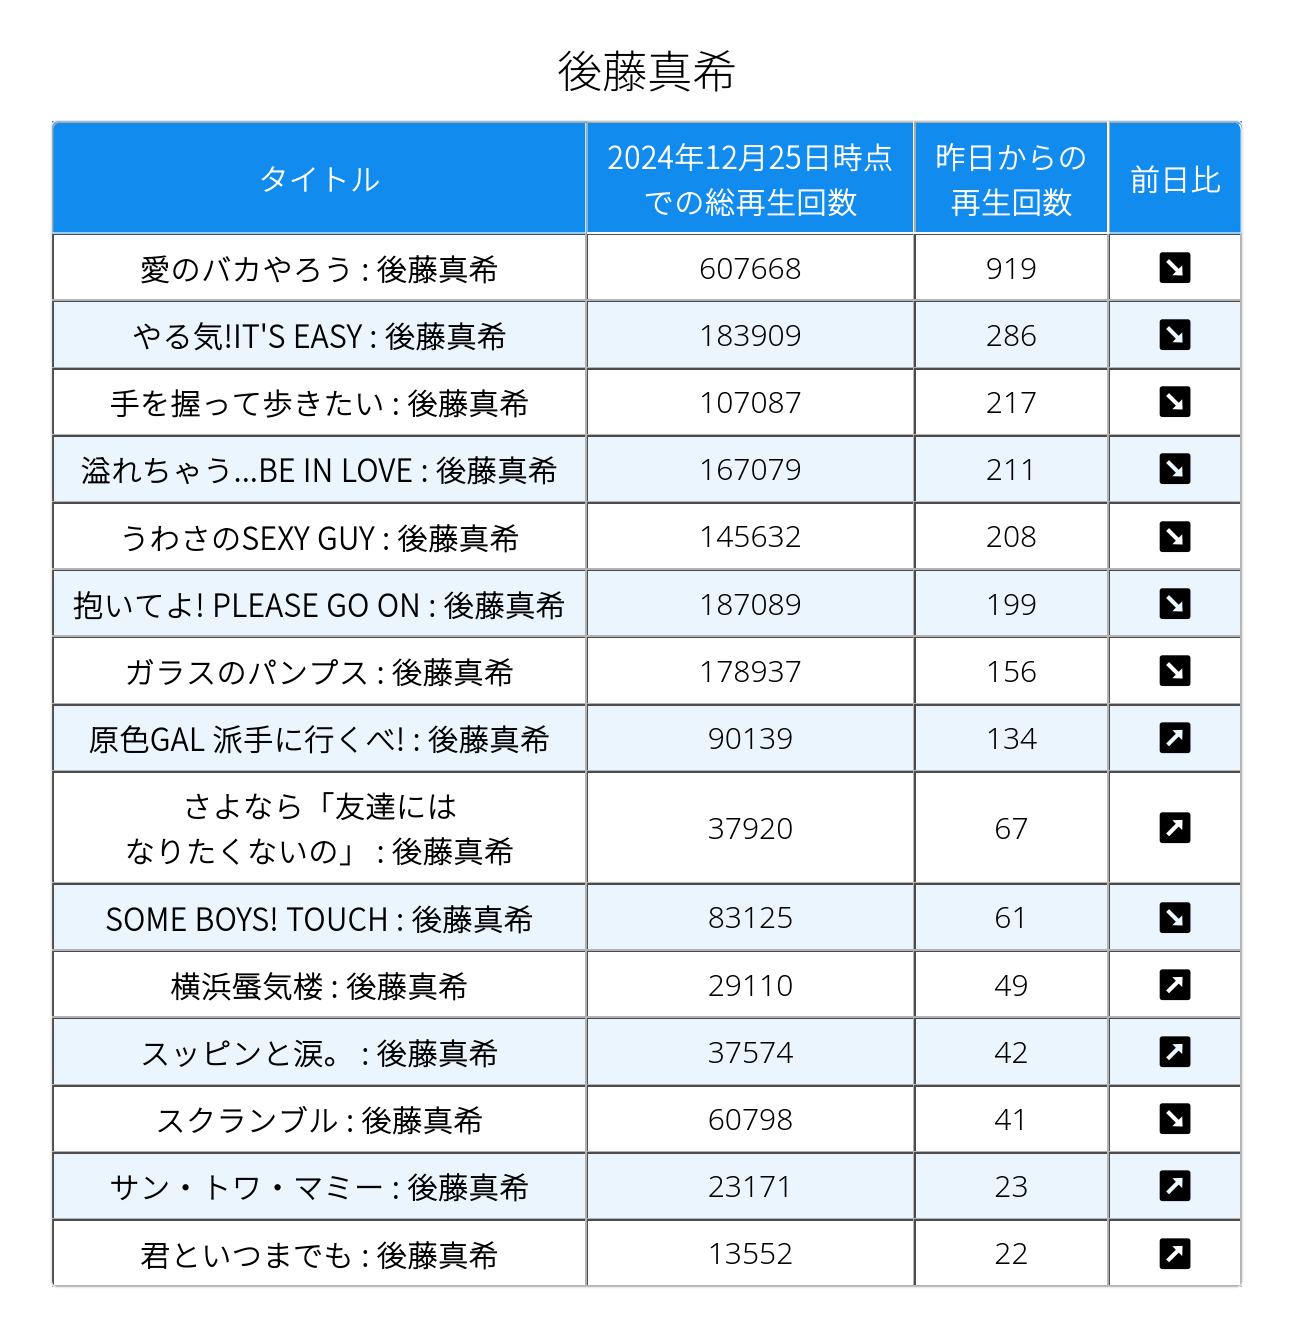 後藤真希
タイトル
2024年12月25日時点
での総再生回数
昨日からの
再生回数
前日比
愛のバカやろう : 後藤真希 607668 919 ↘
やる気!IT'S EASY : 後藤真希 183909 286 ↘
手を握って歩きたい : 後藤真希 107087 217 ↘
溢れちゃう...BE IN LOVE : 後藤真希 167079 211 ↘
うわさのSEXY GUY : 後藤真希 145632 208 ↘
抱いてよ! PLEASE GO ON : 後藤真希 187089 199 ↘
ガラスのパンプス : 後藤真希 178937 156 ↘
原色GAL 派手に行くべ! : 後藤真希 90139 134 ↗
さよなら「友達には
なりたくないの」 : 後藤真希 37920 67 ↗
SOME BOYS! TOUCH : 後藤真希 83125 61 ↘
横浜蜃気楼 : 後藤真希 29110 49 ↗
スッピンと涙。 : 後藤真希 37574 42 ↗
スクランブル : 後藤真希 60798 41 ↘
サン・トワ・マミー : 後藤真希 23171 23 ↗
君といつまでも : 後藤真希 13552 22 ↗